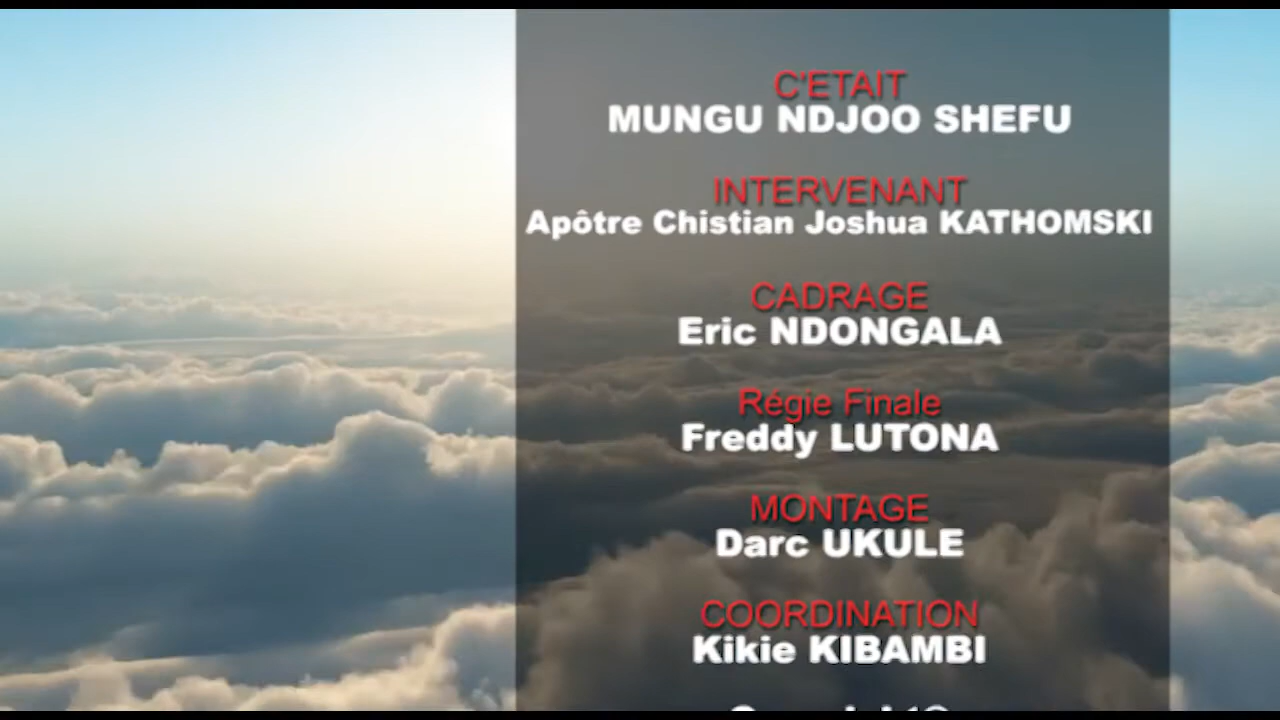 C'ETAIT
MUNGU NDJOO SHEFU
INTERVENANT
Apôtre Chistian Joshua KATHOMSKI
CADRAGE
Eric NDONGALA
Régie Finale
Freddy LUTONA
MONTAGE
Darc UKULE
COORDINATION
Kikie KIBAMBI